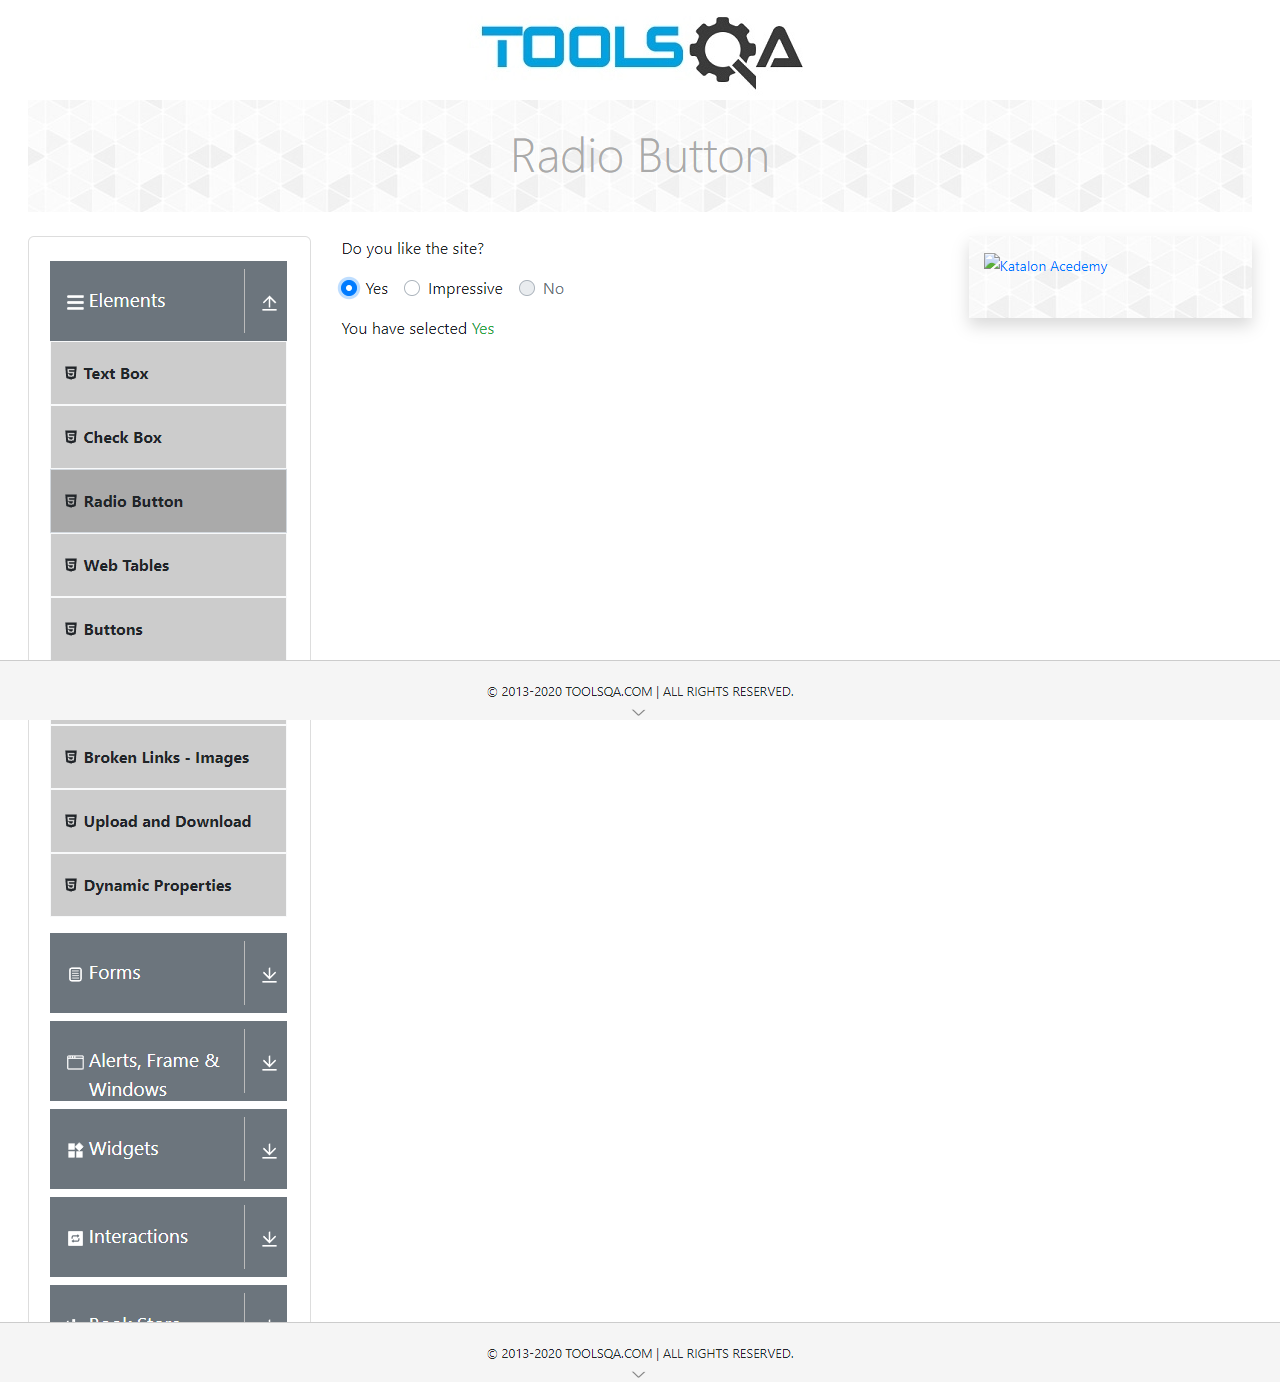 TOOLSQA
Radio Button
Do you like the site?
Yes Impressive No
You have selected Yes
Katalon Acedemy
Elements
Text Box
Check Box
Radio Button
Web Tables
Buttons
© 2013-2020 TOOLSQA.COM | ALL RIGHTS RESERVED.
Broken Links - Images
Upload and Download
Dynamic Properties
Forms
Alerts, Frame &
Windows
Widgets
Interactions
Book Store
© 2013-2020 TOOLSQA.COM | ALL RIGHTS RESERVED.